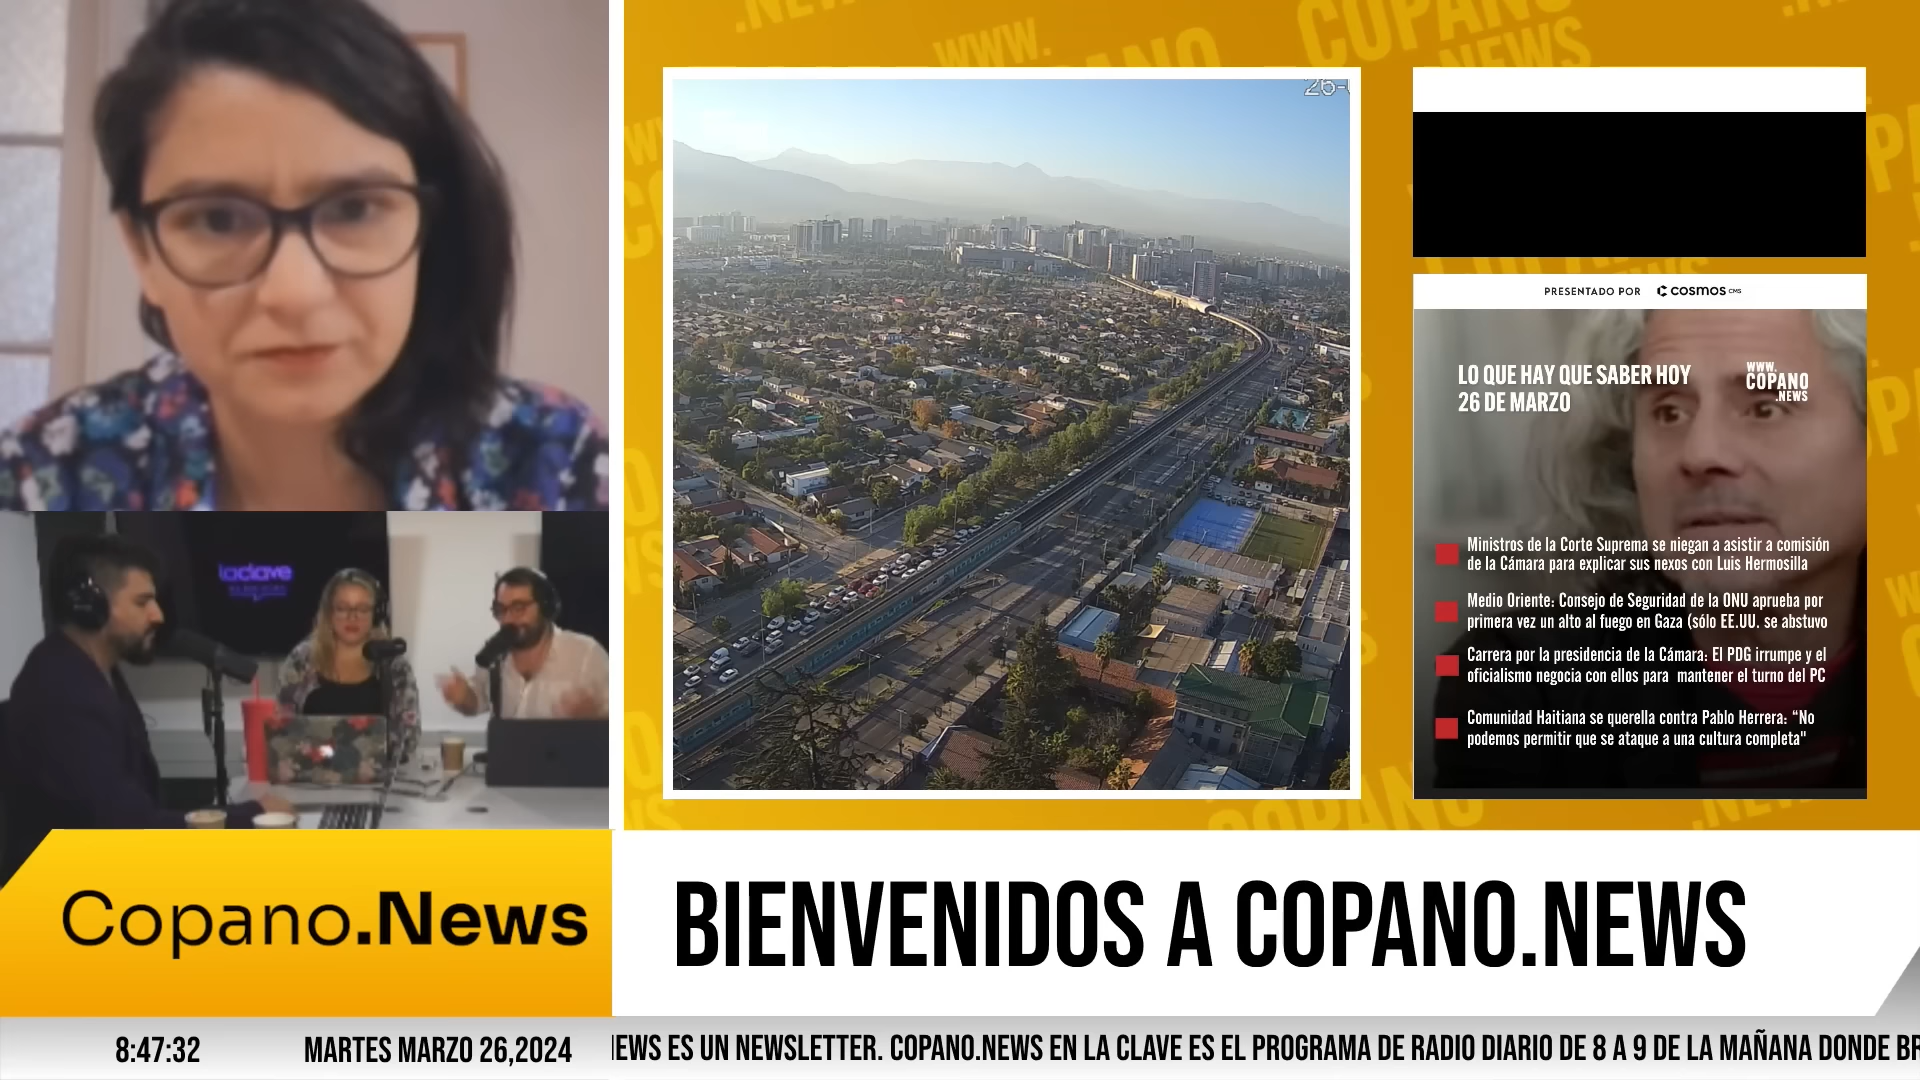 laclave
Copano.News
8:47:32
MARTES MARZO 26,2024
26-
PRESENTADO POR COSMOS CMS
LO QUE HAY QUE SABER HOY
26 DE MARZO
WWW.
COPANO
.NEWS
Ministros de la Corte Suprema se niegan a asistir a comisión
de la Cámara para explicar sus nexos con Luis Hermosilla
Medio Oriente: Consejo de Seguridad de la ONU aprueba por
primera vez un alto al fuego en Gaza (sólo EE.UU. se abstuvo
Carrera por la presidencia de la Cámara: El PDG irrumpe y el
oficialismo negocia con ellos para mantener el turno del PC
Comunidad Haitiana se querella contra Pablo Herrera: “No
podemos permitir que se ataque a una cultura completa"
BIENVENIDOS A COPANO.NEWS
NEWS ES UN NEWSLETTER. COPANO.NEWS EN LA CLAVE ES EL PROGRAMA DE RADIO DIARIO DE 8 A 9 DE LA MAÑANA DONDE BR